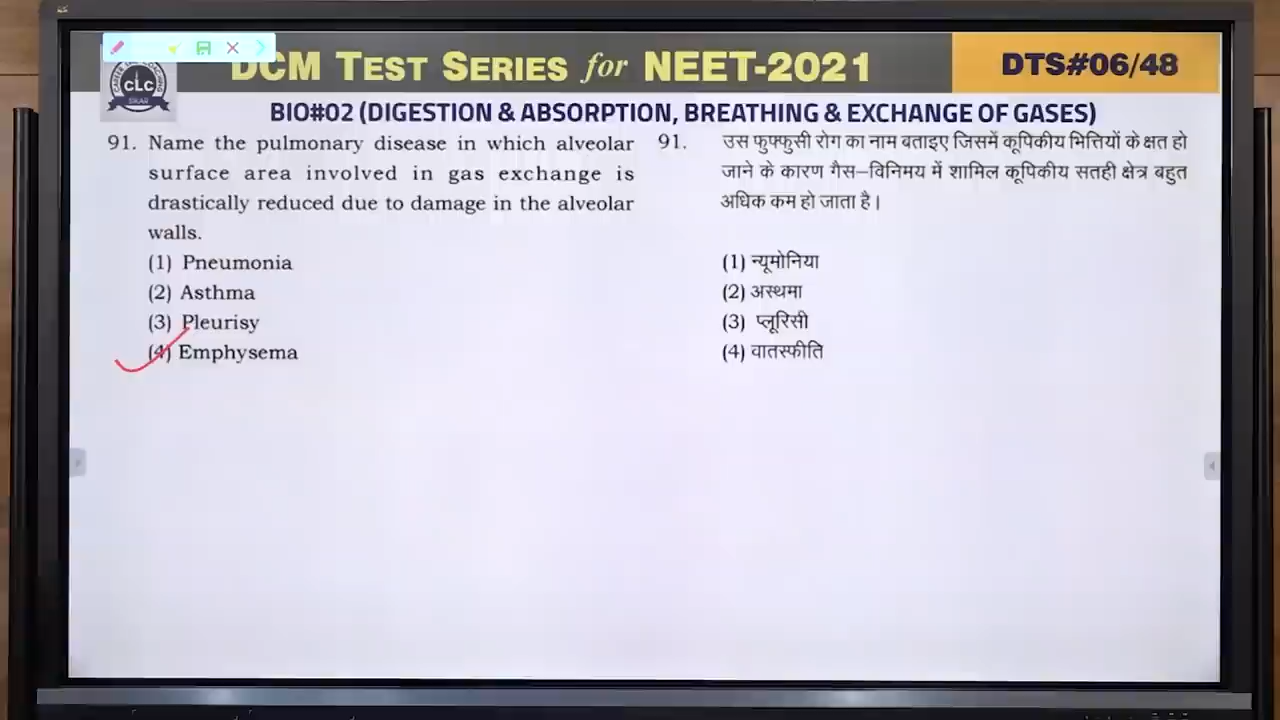 DCM TEST SERIES for NEET-2021
DTS#06/48
CLC
SIKAR
BIO#02 (DIGESTION & ABSORPTION, BREATHING & EXCHANGE OF GASES)
91. Name the pulmonary disease in which alveolar
surface area involved in gas exchange is
drastically reduced due to damage in the alveolar
walls.
(1) Pneumonia
(2) Asthma
(3) Pleurisy
(4) Emphysema
91. उस फुफ्फुसी रोग का नाम बताइए जिसमें कूपिकीय भित्तियों के क्षत हो
जाने के कारण गैस–विनिमय में शामिल कूपिकीय सतही क्षेत्र बहुत
अधिक कम हो जाता है।
(1) न्यूमोनिया
(2) अस्थमा
(3) प्लूरिसी
(4) वातस्फीति